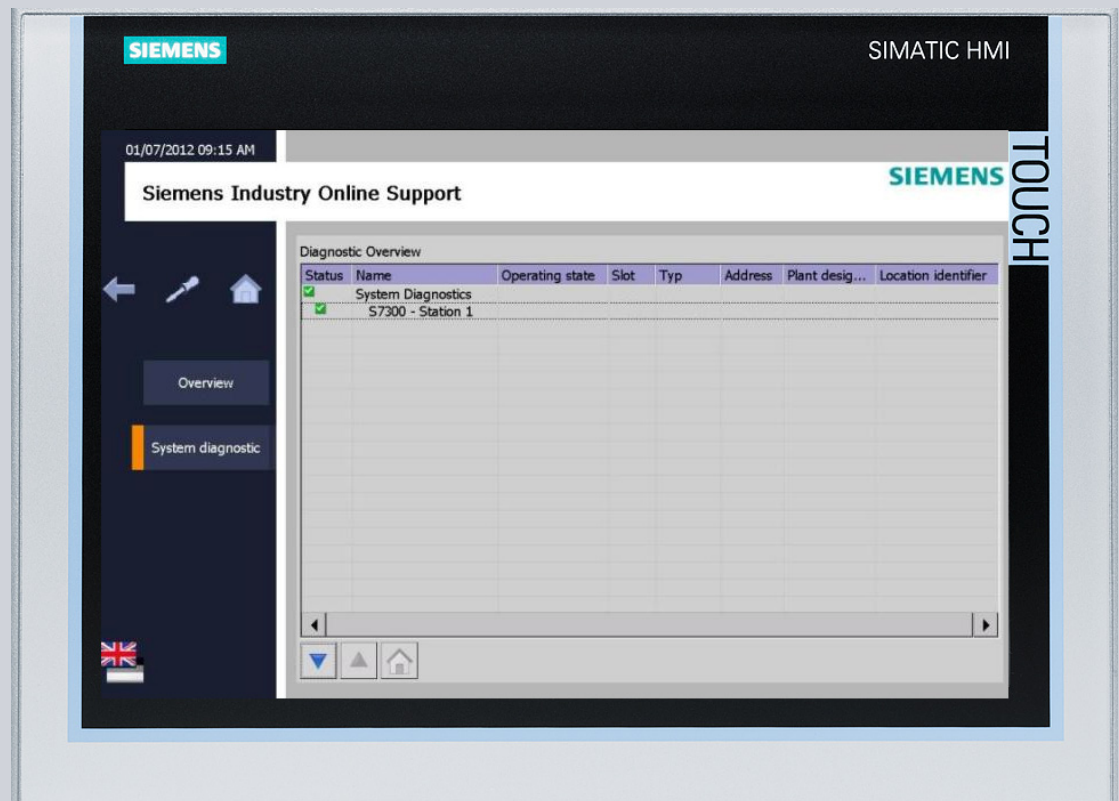 SIEMENS
SIMATIC HMI
TOUCH
01/07/2012 09:15 AM
SIEMENS
Siemens Industry Online Support
Diagnostic Overview
Status Name Operating state Slot Typ Address Plant desig... Location identifier
System Diagnostics
S7300 - Station 1
Overview
System diagnostic